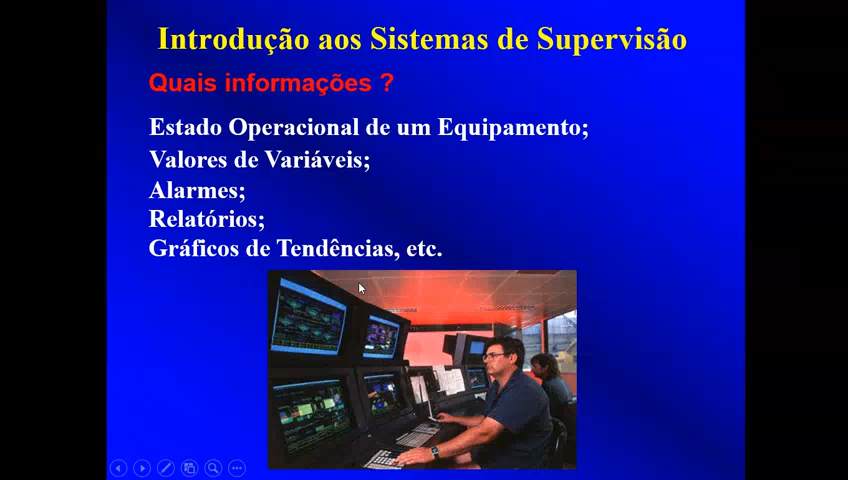 Introdução aos Sistemas de Supervisão
Quais informações ?
Estado Operacional de um Equipamento;
Valores de Variáveis;
Alarmes;
Relatórios;
Gráficos de Tendências, etc.